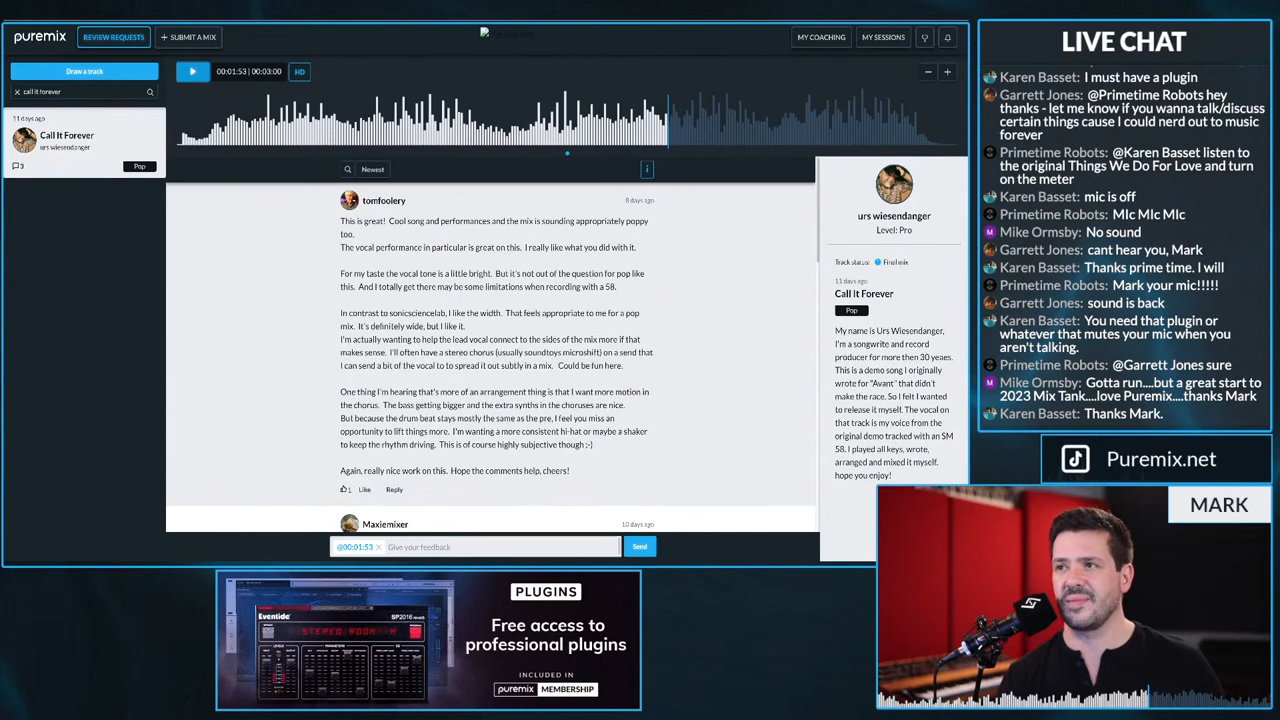 puremix
REVIEW REQUESTS
+ SUBMIT A MIX
MY COACHING
MY SESSIONS
Draw a track
00:01:53 | 00:03:00
HD
× call it forever
11 days ago
Call It Forever
urs wiesendanger
3
Pop
Newest
i
tomfoolery
8 days ago
This is great! Cool song and performances and the mix is sounding appropriately poppy
too.
The vocal performance in particular is great on this. I really like what you did with it.
For my taste the vocal tone is a little bright. But it's not out of the question for pop like
this. And I totally get there may be some limitations when recording with a 58.
In contrast to sonicsciencelab, I like the width. That feels appropriate to me for a pop
mix. It's definitely wide, but I like it.
I'm actually wanting to help the lead vocal connect to the sides of the mix more if that
makes sense. I'll often have a stereo chorus (usually soundtoys microshift) on a send that
I can send a bit of the vocal to to spread it out subtly in a mix. Could be fun here.
One thing I'm hearing that's more of an arrangement thing is that I want more motion in
the chorus. The bass getting bigger and the extra synths in the choruses are nice.
But because the drum beat stays mostly the same as the pre, I feel you miss an
opportunity to lift things more. I'm wanting a more consistent hi-hat or maybe a shaker
to keep the rhythm driving. This is of course highly subjective though ;-)
Again, really nice work on this. Hope the comments help, cheers!
1 Like Reply
Maxiemixer
10 days ago
@00:01:53 × Give your feedback
Send
urs wiesendanger
Level: Pro
Track status: Final mix
11 days ago
Call It Forever
Pop
My name is Urs Wiesendanger,
I'm a songwrite and record
producer for more then 30 yeaes.
This is a demo song I originally
wrote for "Avant" that didn't
make the race. So I felt I wanted
to release it myself. The vocal on
that track is my voice from the
original demo tracked with an SM
58. I played all keys, wrote,
arranged and mixed it myself.
hope you enjoy!
LIVE CHAT
Karen Basset: I must have a plugin
Garrett Jones: @Primetime Robots hey
thanks - let me know if you wanna talk/discuss
certain things cause I could nerd out to music
forever
Primetime Robots: @Karen Basset listen to
the original Things We Do For Love and turn
on the meter
Karen Basset: mic is off
Primetime Robots: MIc MIc MIc
M Mike Ormsby: No sound
Garrett Jones: cant hear you, Mark
Karen Basset: Thanks prime time. I will
Primetime Robots: Mark your mic!!!!!
Garrett Jones: sound is back
Karen Basset: You need that plugin or
whatever that mutes your mic when you
aren't talking.
Primetime Robots: @Garrett Jones sure
M Mike Ormsby: Gotta run....but a great start to
2023 Mix Tank....love Puremix....thanks Mark
Karen Basset: Thanks Mark.
Puremix.net
MARK
Eventide
SP2016 reverb
STEREO ROOM
PLUGINS
Free access to
professional plugins
INCLUDED IN
puremix MEMBERSHIP